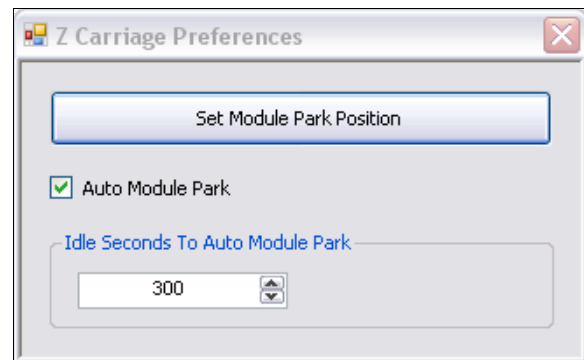 Z Carriage Preferences
Set Module Park Position
Auto Module Park
Idle Seconds To Auto Module Park
300